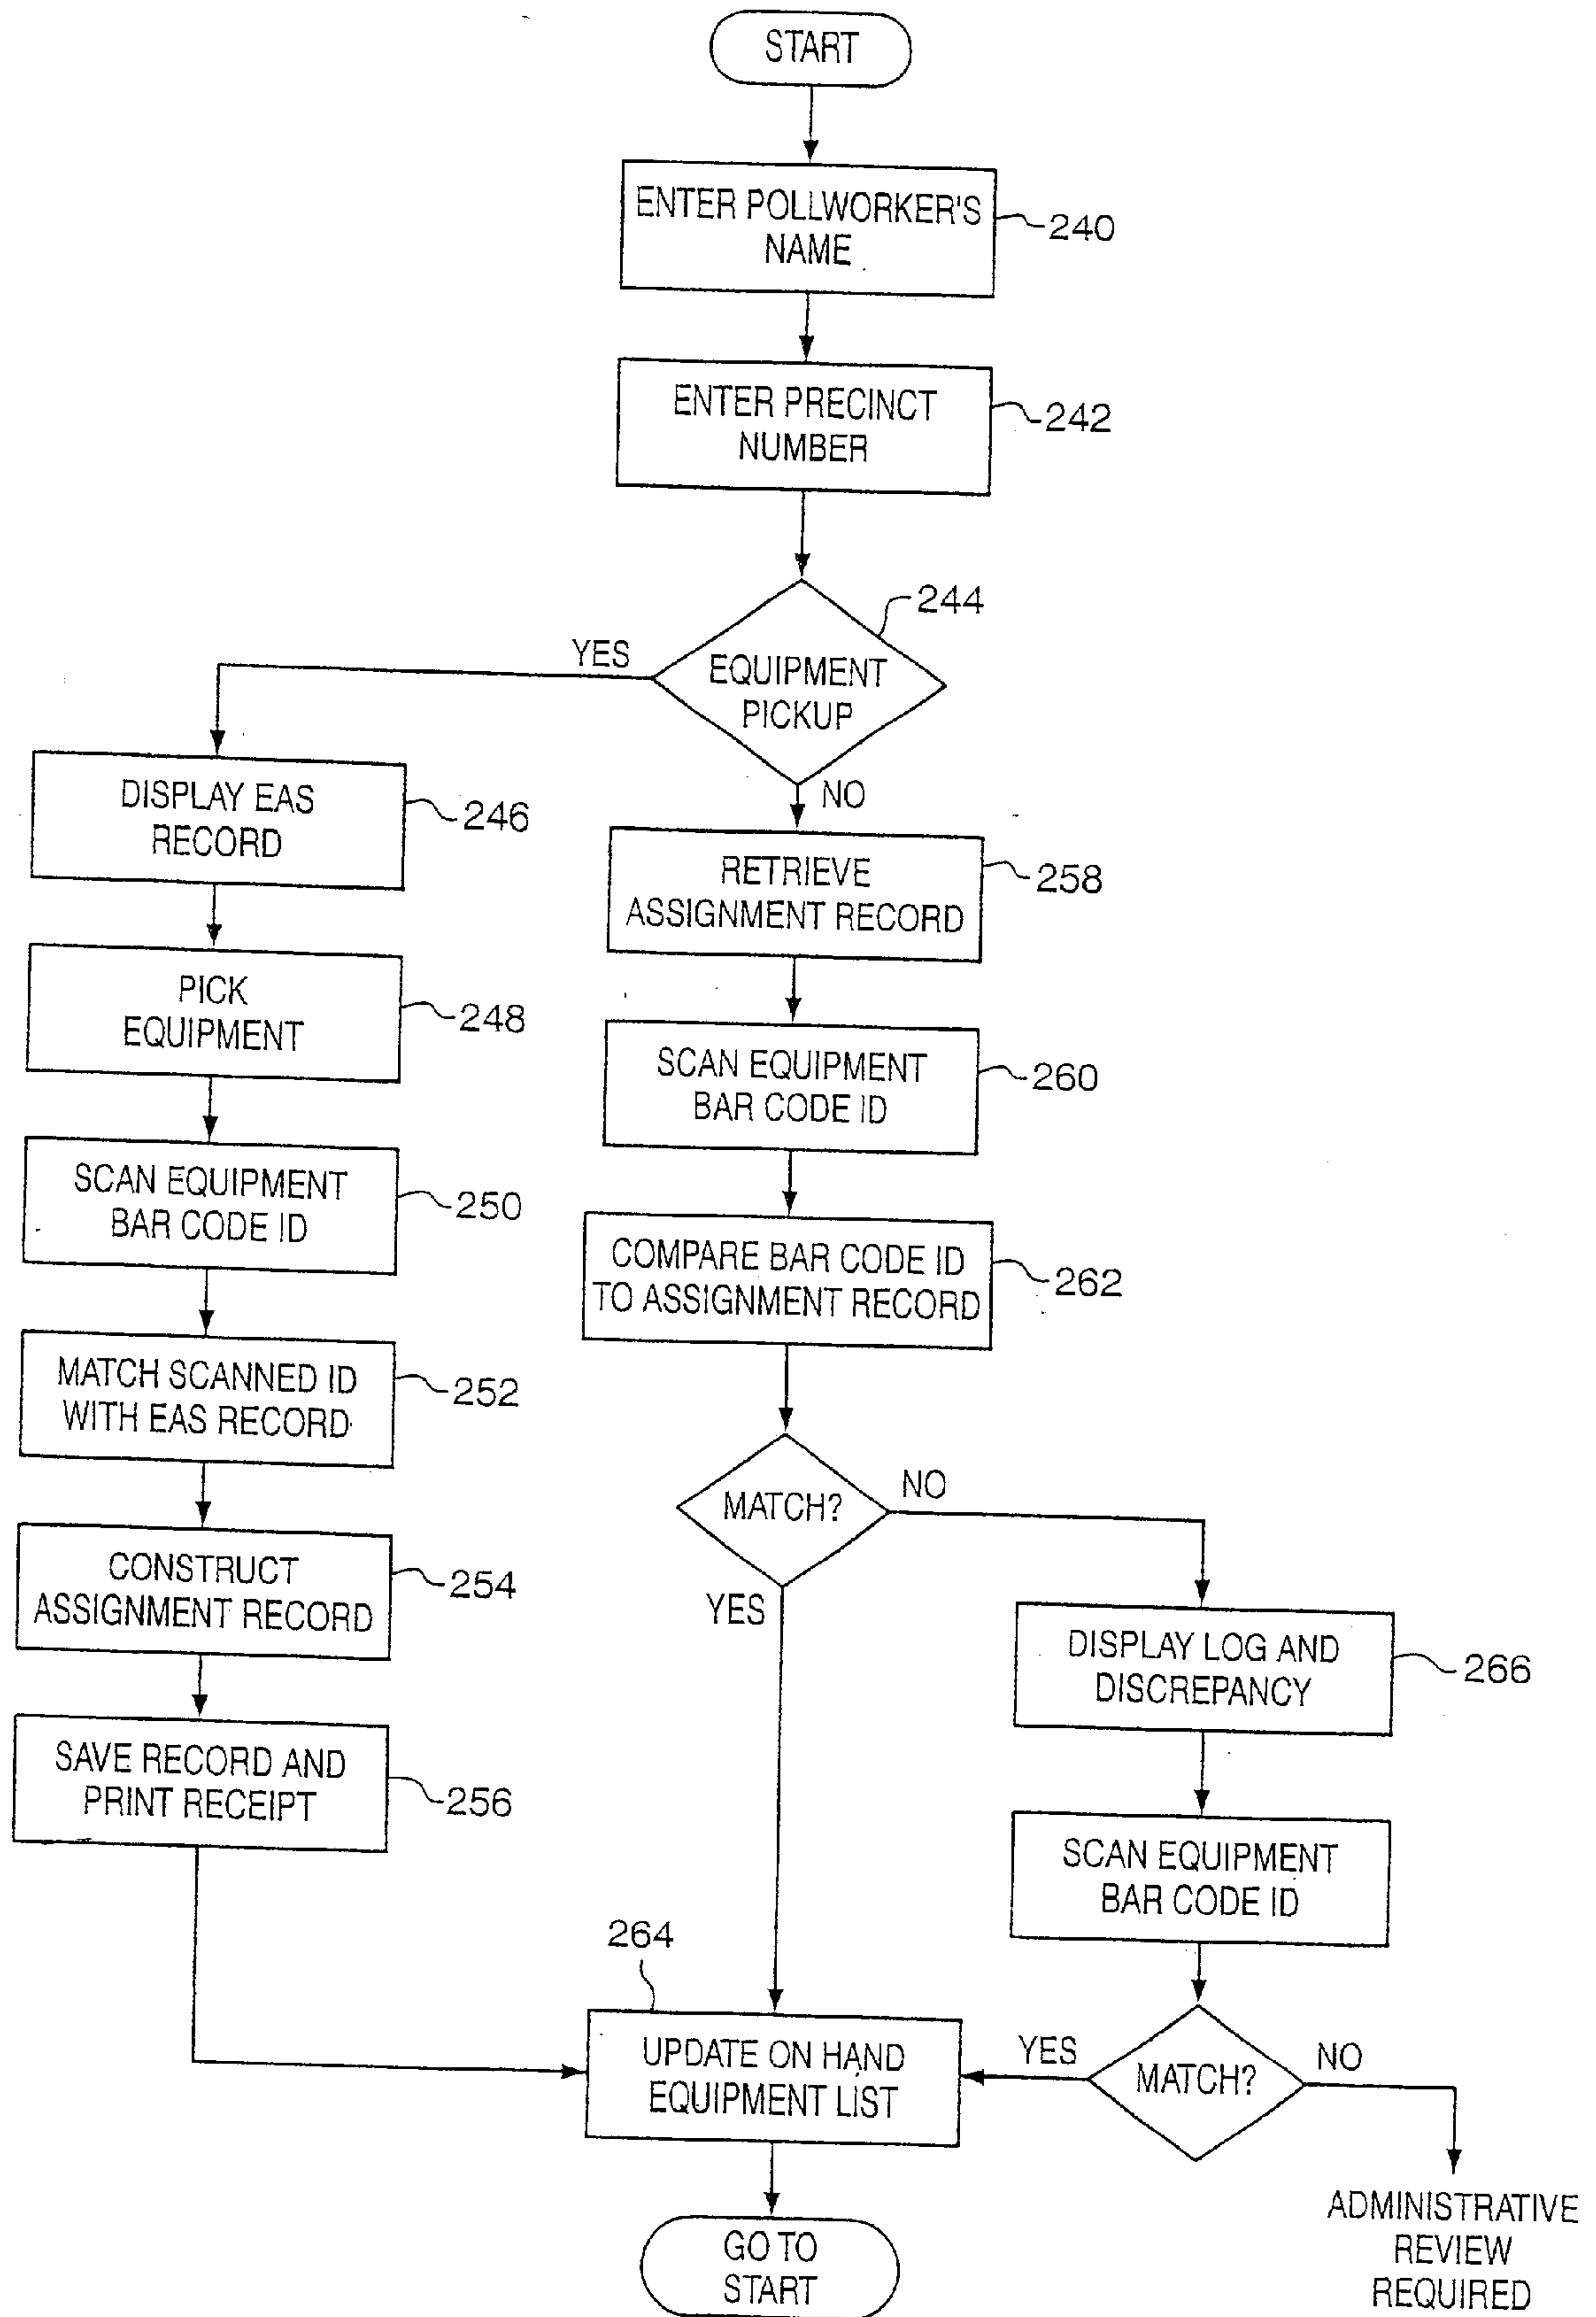 START
ENTER POLLWORKER'S
NAME
240
ENTER PRECINCT
NUMBER
242
244
EQUIPMENT
PICKUP
YES
NO
DISPLAY EAS
RECORD
246
PICK
EQUIPMENT
248
SCAN EQUIPMENT
BAR CODE ID
250
MATCH SCANNED ID
WITH EAS RECORD
252
CONSTRUCT
ASSIGNMENT RECORD
254
SAVE RECORD AND
PRINT RECEIPT
256
RETRIEVE
ASSIGNMENT RECORD
258
SCAN EQUIPMENT
BAR CODE ID
260
COMPARE BAR CODE ID
TO ASSIGNMENT RECORD
262
MATCH?
NO
YES
DISPLAY LOG AND
DISCREPANCY
266
SCAN EQUIPMENT
BAR CODE ID
MATCH?
YES
NO
264
UPDATE ON HAND
EQUIPMENT LIST
GO TO
START
ADMINISTRATIVE
REVIEW
REQUIRED